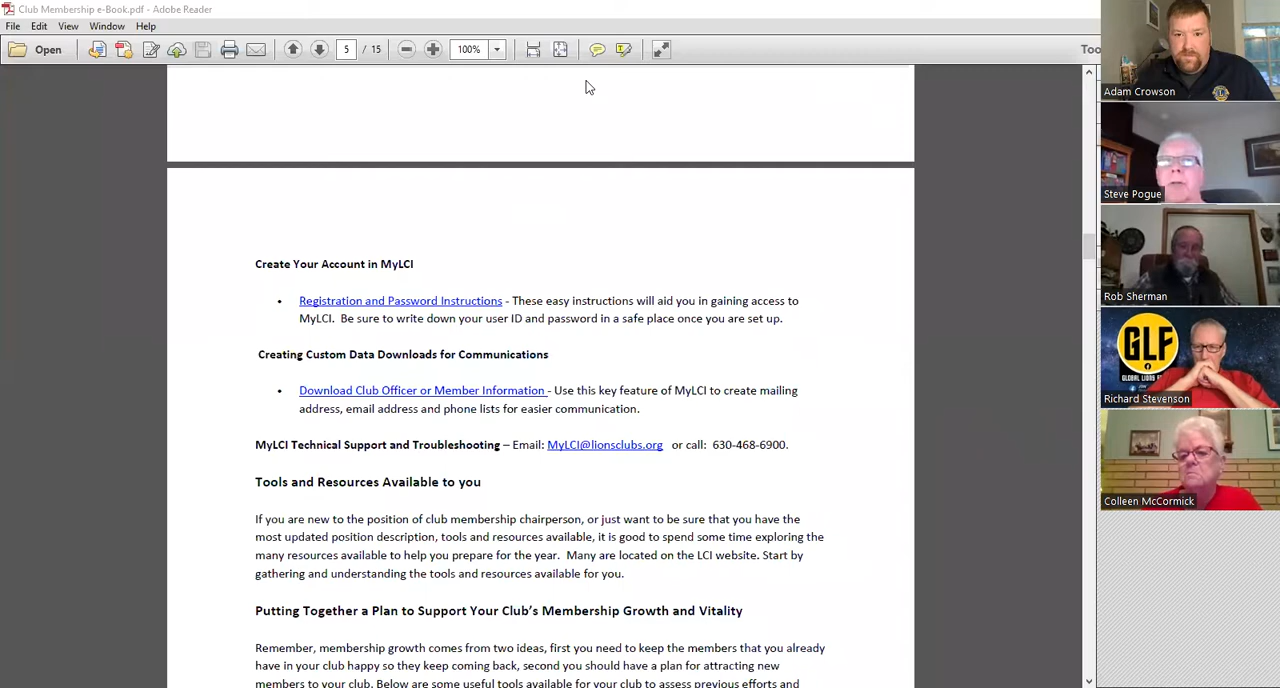 Club Membership e-Book.pdf - Adobe Reader
File Edit View Window Help
Open 5 / 15 100% Too
Create Your Account in MyLCI
• Registration and Password Instructions - These easy instructions will aid you in gaining access to
MyLCI. Be sure to write down your user ID and password in a safe place once you are set up.
Creating Custom Data Downloads for Communications
• Download Club Officer or Member Information - Use this key feature of MyLCI to create mailing
address, email address and phone lists for easier communication.
MyLCI Technical Support and Troubleshooting – Email: MyLCI@lionsclubs.org or call: 630-468-6900.
Tools and Resources Available to you
If you are new to the position of club membership chairperson, or just want to be sure that you have the
most updated position description, tools and resources available, it is good to spend some time exploring the
many resources available to help you prepare for the year. Many are located on the LCI website. Start by
gathering and understanding the tools and resources available for you.
Putting Together a Plan to Support Your Club's Membership Growth and Vitality
Remember, membership growth comes from two ideas, first you need to keep the members that you already
have in your club happy so they keep coming back, second you should have a plan for attracting new
members to your club. Below are some useful tools available for your club to assess previous efforts and
Adam Crowson
Steve Pogue
Rob Sherman
GLF
GLOBAL LIONS
Richard Stevenson
Colleen McCormick